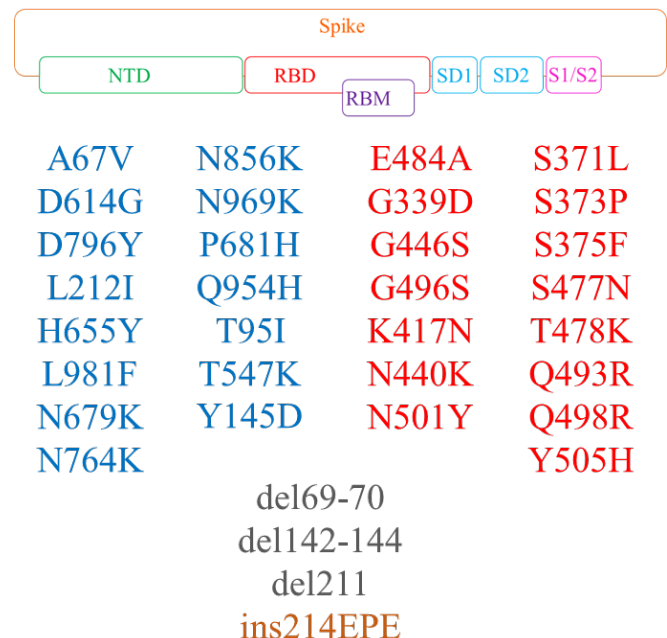 Spike
NTD RBD SD1 SD2 S1/S2
RBM
A67V N856K E484A S371L
D614G N969K G339D S373P
D796Y P681H G446S S375F
L212I Q954H G496S S477N
H655Y T95I K417N T478K
L981F T547K N440K Q493R
N679K Y145D N501Y Q498R
N764K Y505H
del69-70
del142-144
del211
ins214EPE